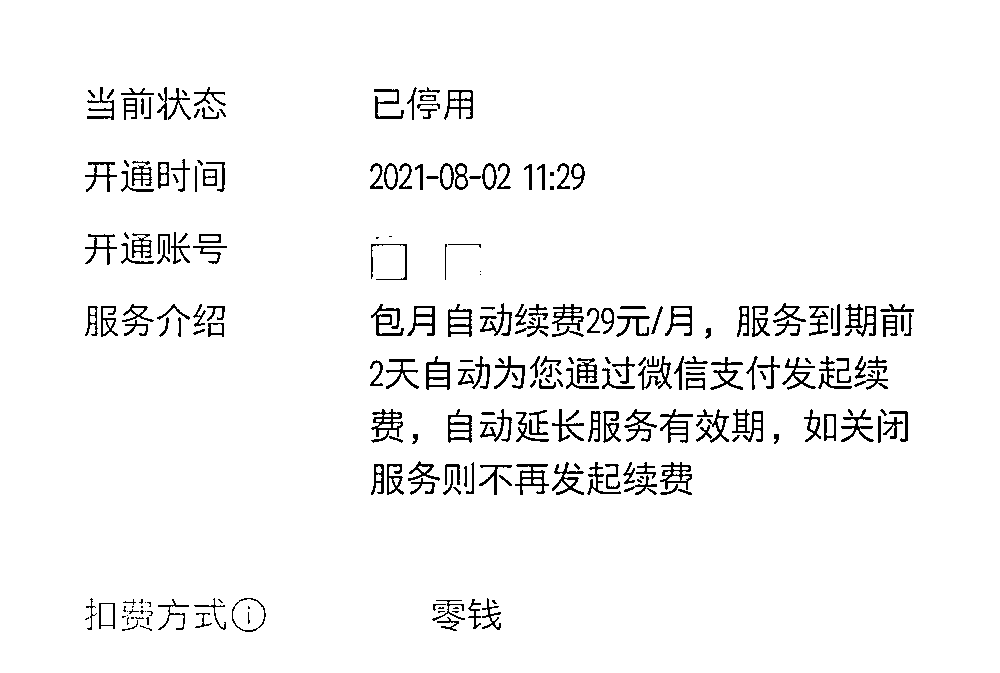 当前状态 已停用
开通时间 2021-08-02 11:29
开通账号
服务介绍 包月自动续费29元/月，服务到期前
2天自动为您通过微信支付发起续
费，自动延长服务有效期，如关闭
服务则不再发起续费
扣费方式 零钱